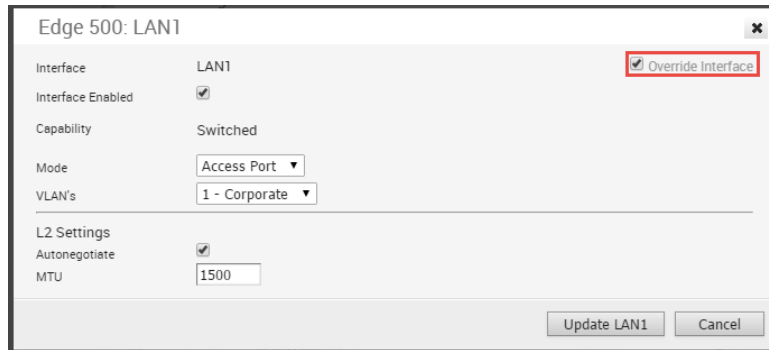 Edge 500: LAN1
Interface LAN1 Override Interface
Interface Enabled
Capability Switched
Mode Access Port
VLAN's 1 - Corporate
L2 Settings
Autonegotiate
MTU 1500
Update LAN1 Cancel